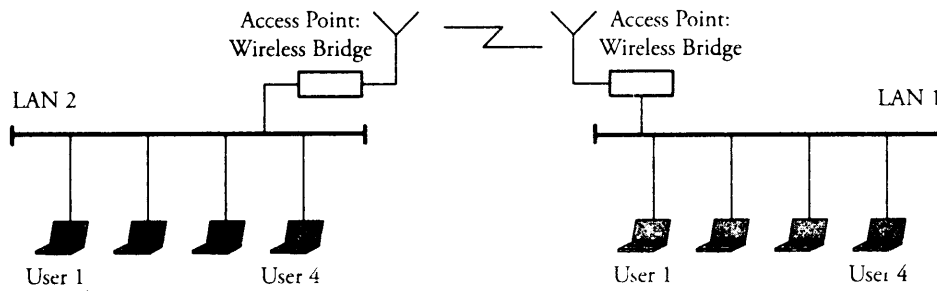 Access Point:
Wireless Bridge
Access Point:
Wireless Bridge
LAN 2
LAN 1
User 1
User 4
User 1
User 4